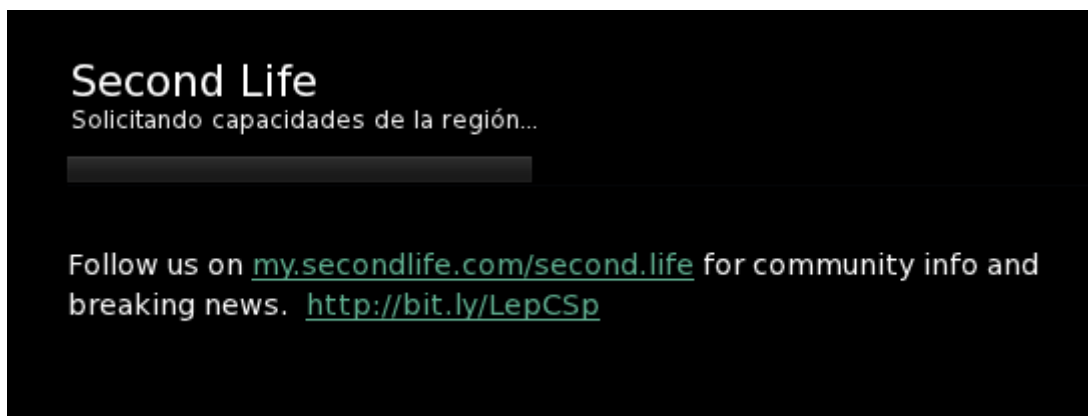 Second Life
Solicitando capacidades de la región...
Follow us on my.secondlife.com/second.life for community info and
breaking news.  http://bit.ly/LepCSp